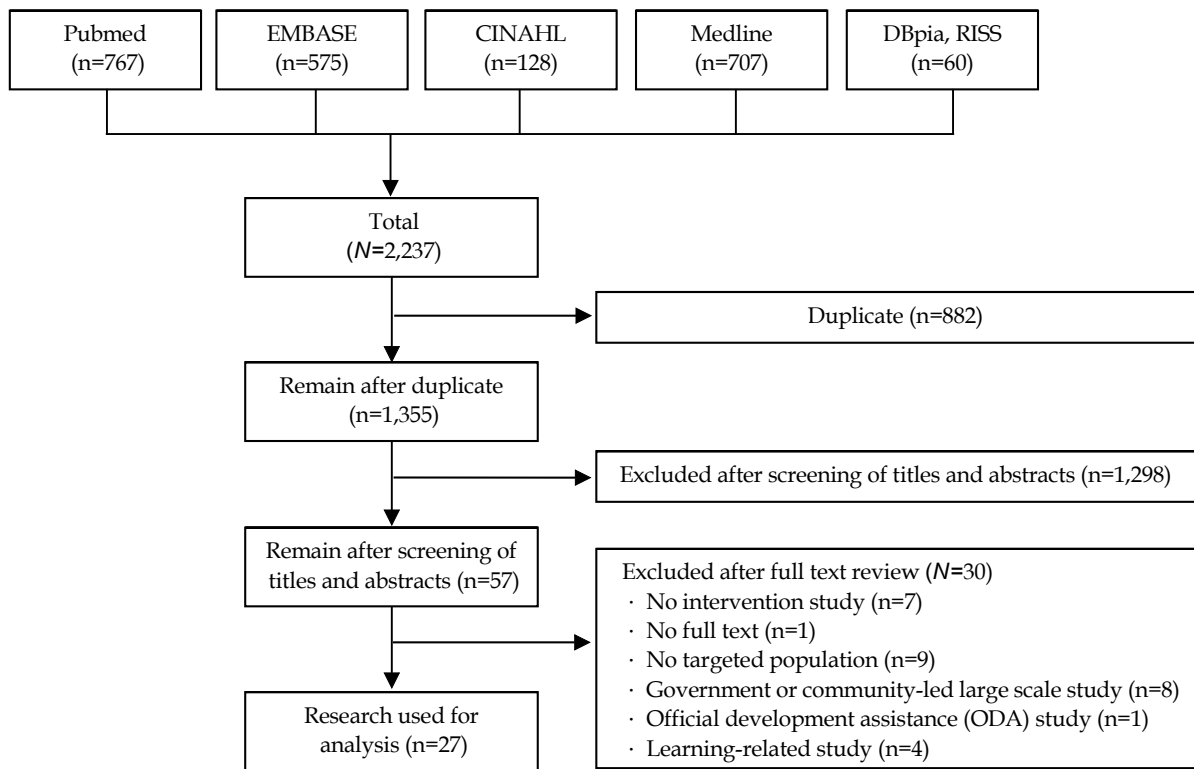 Pubmed
(n=767)
EMBASE
(n=575)
CINAHL
(n=128)
Medline
(n=707)
DBpia, RISS
(n=60)
Total
(N=2,237)
Duplicate (n=882)
Remain after duplicate
(n=1,355)
Excluded after screening of titles and abstracts (n=1,298)
Remain after screening of
titles and abstracts (n=57)
Excluded after full text review (N=30)
· No intervention study (n=7)
· No full text (n=1)
· No targeted population (n=9)
· Government or community-led large scale study (n=8)
· Official development assistance (ODA) study (n=1)
· Learning-related study (n=4)
Research used for
analysis (n=27)